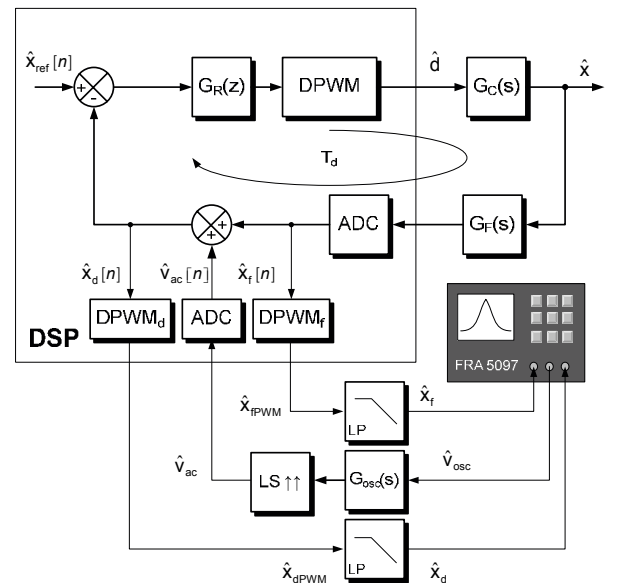 x̂ref[n]
+
-
GR(z)
DPWM
d̂
GC(s)
x̂
Td
+
+
ADC
GF(s)
x̂d[n]
v̂ac[n]
x̂f[n]
DPWMd
ADC
DPWMf
DSP
FRA 5097
x̂fPWM
LP
x̂f
v̂ac
LS ↑↑
Gosc(s)
v̂osc
x̂dPWM
LP
x̂d